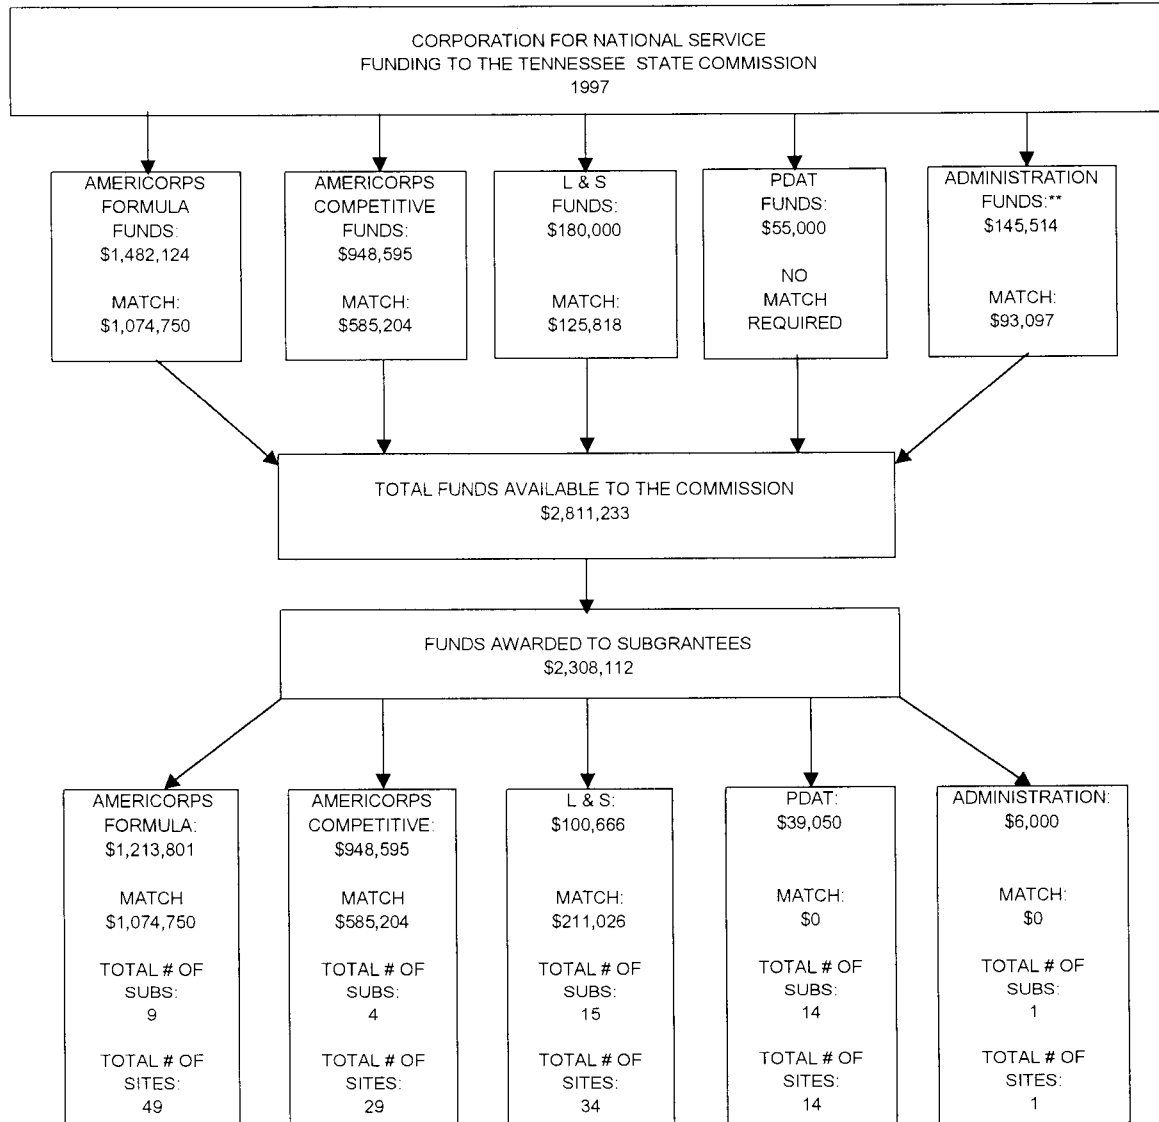 CORPORATION FOR NATIONAL SERVICE
FUNDING TO THE TENNESSEE STATE COMMISSION
1997
AMERICORPS
FORMULA
FUNDS:
$1,482,124
MATCH:
$1,074,750
AMERICORPS
COMPETITIVE
FUNDS:
$948,595
MATCH:
$585,204
L & S
FUNDS:
$180,000
MATCH:
$125,818
PDAT
FUNDS:
$55,000
NO
MATCH
REQUIRED
ADMINISTRATION
FUNDS:**
$145,514
MATCH:
$93,097
TOTAL FUNDS AVAILABLE TO THE COMMISSION
$2,811,233
FUNDS AWARDED TO SUBGRANTEES
$2,308,112
AMERICORPS
FORMULA:
$1,213,801
MATCH
$1,074,750
TOTAL # OF
SUBS:
9
TOTAL # OF
SITES:
49
AMERICORPS
COMPETITIVE:
$948,595
MATCH
$585,204
TOTAL # OF
SUBS:
4
TOTAL # OF
SITES:
29
L & S:
$100,666
MATCH:
$211,026
TOTAL # OF
SUBS:
15
TOTAL # OF
SITES:
34
PDAT:
$39,050
MATCH:
$0
TOTAL # OF
SUBS:
14
TOTAL # OF
SITES:
14
ADMINISTRATION:
$6,000
MATCH:
$0
TOTAL # OF
SUBS:
1
TOTAL # OF
SITES:
1